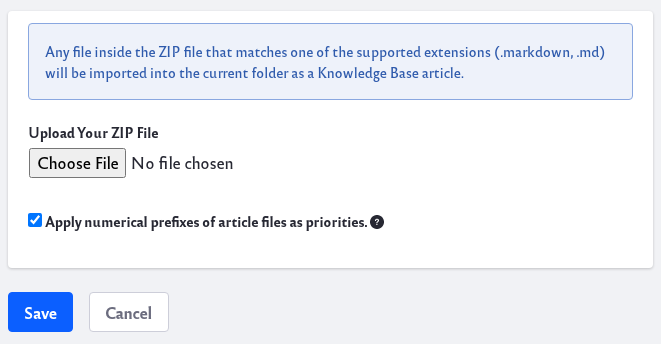 Any file inside the ZIP file that matches one of the supported extensions (.markdown, .md)
will be imported into the current folder as a Knowledge Base article.
Upload Your ZIP File
Choose File No file chosen
Apply numerical prefixes of article files as priorities. ?
Save Cancel